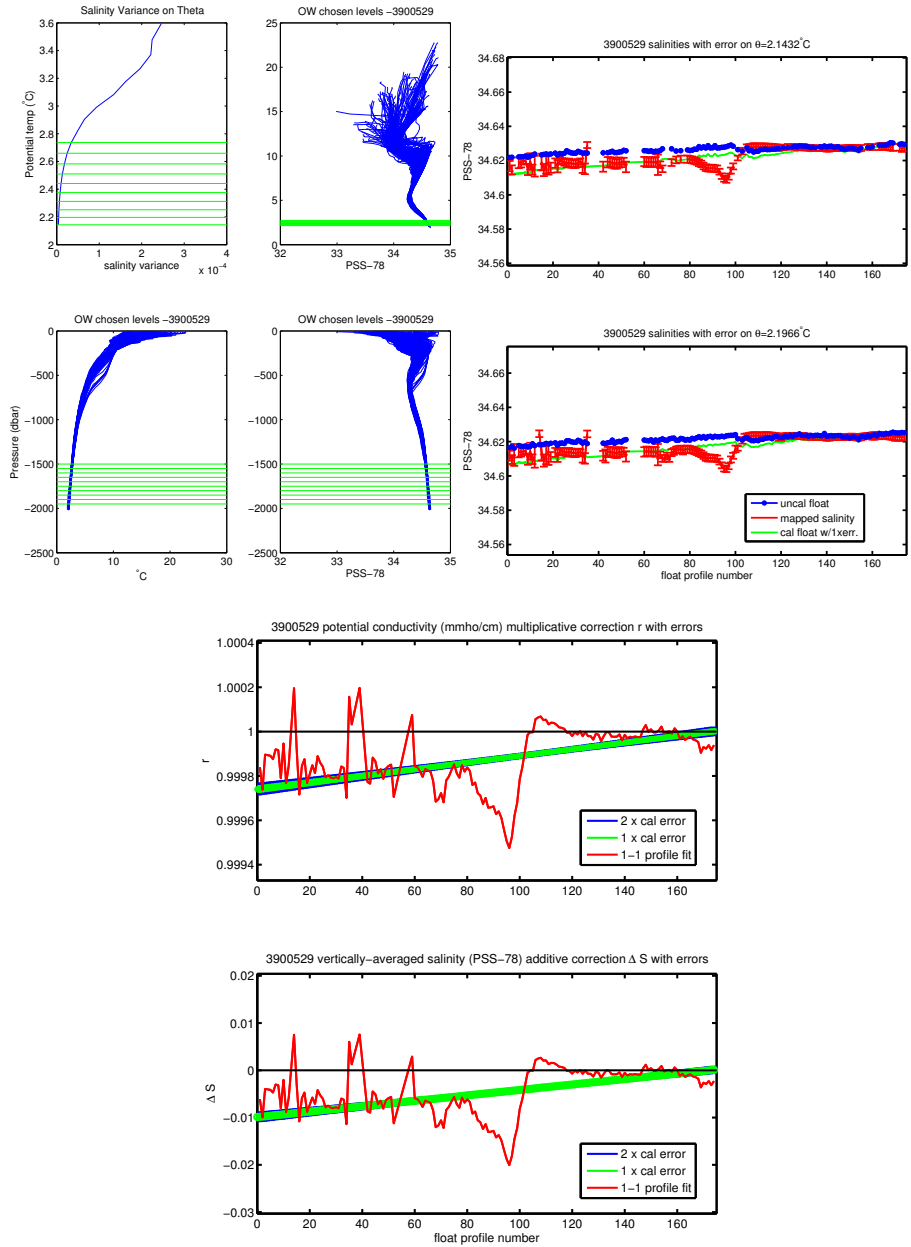 Salinity Variance on Theta
Potential temp (°C)
3.6
3.4
3.2
3
2.8
2.6
2.4
2.2
2
0 1 2 3 4
x 10⁻⁴
salinity variance
OW chosen levels −3900529
25
20
15
10
5
0
32 33 34 35
PSS−78
3900529 salinities with error on θ=2.1432°C
PSS−78
34.68
34.66
34.64
34.62
34.6
34.58
34.56
0 20 40 60 80 100 120 140 160
OW chosen levels −3900529
Pressure (dbar)
0
−500
−1000
−1500
−2000
−2500
0 10 20 30
°C
OW chosen levels −3900529
0
−500
−1000
−1500
−2000
−2500
32 33 34 35
PSS−78
3900529 salinities with error on θ=2.1966°C
PSS−78
34.66
34.64
34.62
34.6
34.58
34.56
uncal float
mapped salinity
cal float w/1xerr.
0 20 40 60 80 100 120 140 160
float profile number
3900529 potential conductivity (mmho/cm) multiplicative correction r with errors
r
1.0004
1.0002
1
0.9998
0.9996
0.9994
2 x cal error
1 x cal error
1−1 profile fit
0 20 40 60 80 100 120 140 160
3900529 vertically−averaged salinity (PSS−78) additive correction Δ S with errors
Δ S
0.02
0.01
0
−0.01
−0.02
−0.03
2 x cal error
1 x cal error
1−1 profile fit
0 20 40 60 80 100 120 140 160
float profile number